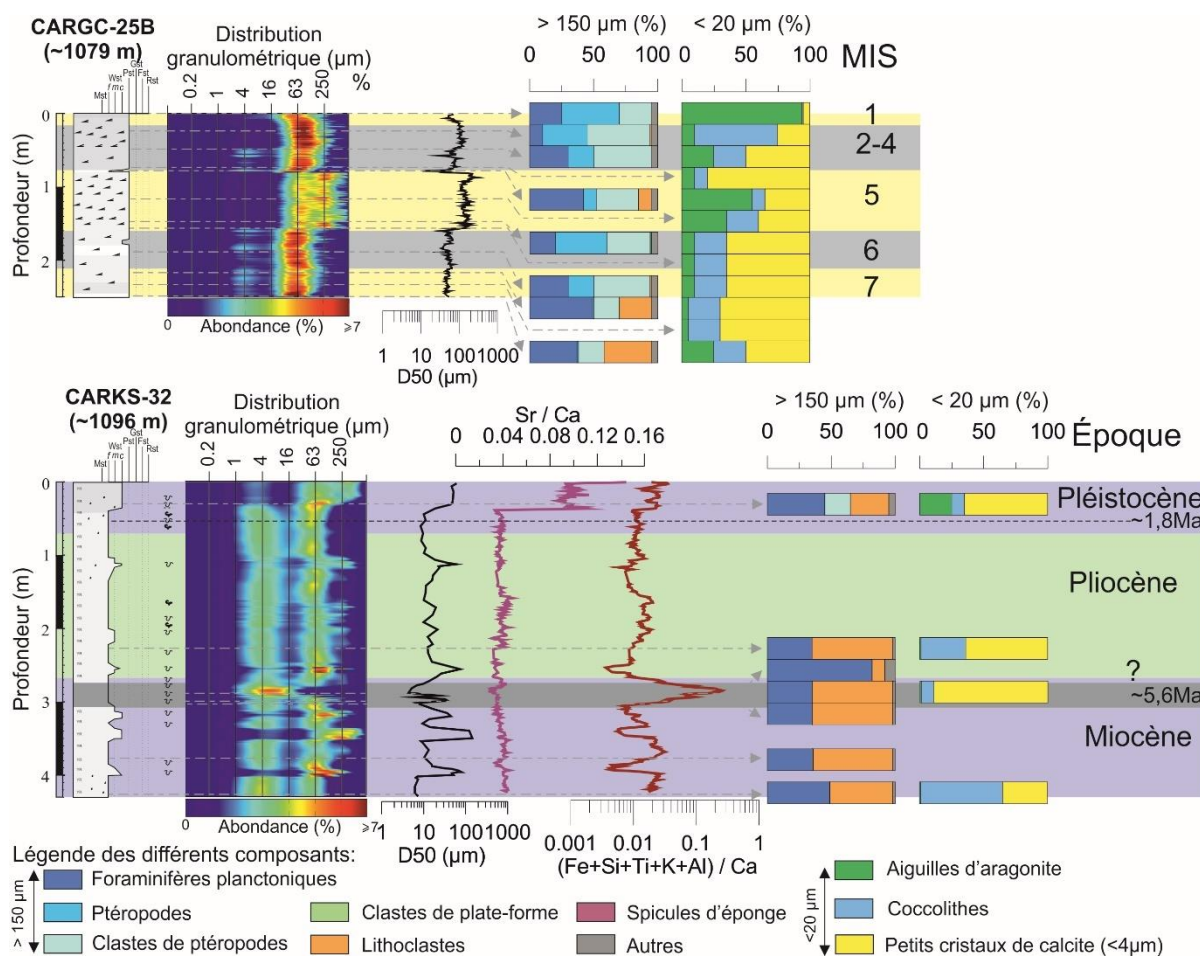 CARGC-25B
(~1079 m)
Distribution
granulométrique (µm)
> 150 µm (%)
< 20 µm (%)
MIS
Mst
Wst
f m c
Pst
Gst
Fst
Rst
0.2
1
4
16
63
250
%
0
50
100
0
50
100
Profondeur (m)
0
1
2
1
2-4
5
6
7
0
Abondance (%)
⩾7
1
10
100
1000
D50 (µm)
CARKS-32
(~1096 m)
Distribution
granulométrique (µm)
Sr / Ca
> 150 µm (%)
< 20 µm (%)
Époque
Mst
Wst
f m c
Pst
Gst
Fst
Rst
0.2
1
4
16
63
250
0
0.04
0.08
0.12
0.16
0
50
100
0
50
100
Profondeur (m)
0
1
2
3
4
Pléistocène
~1,8Ma
Pliocène
?
~5,6Ma
Miocène
0
Abondance (%)
⩾7
1
10
100
1000
D50 (µm)
0.001
0.01
0.1
1
(Fe+Si+Ti+K+Al) / Ca
Légende des différents composants:
> 150 µm
Foraminifères planctoniques
Ptéropodes
Clastes de ptéropodes
Clastes de plate-forme
Lithoclastes
Spicules d'éponge
Autres
<20 µm
Aiguilles d'aragonite
Coccolithes
Petits cristaux de calcite (<4µm)